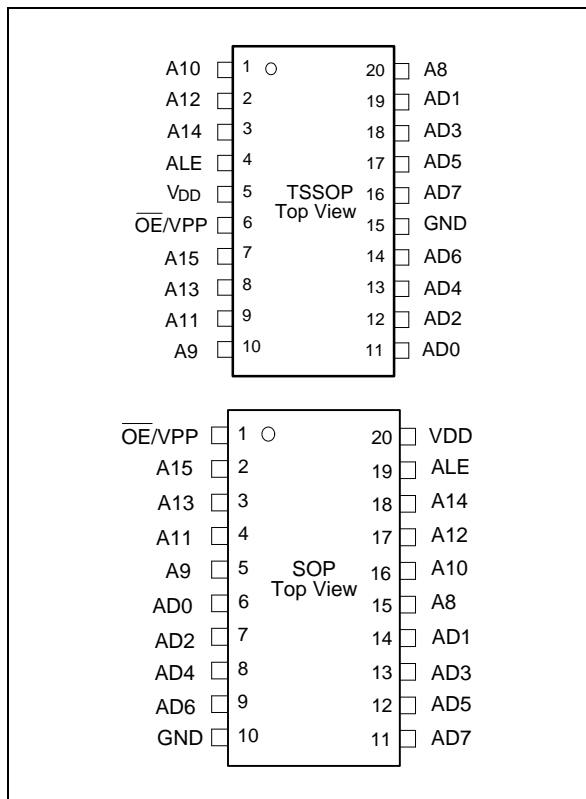 A10 1 20 A8
A12 2 19 AD1
A14 3 18 AD3
ALE 4 17 AD5
VDD 5 TSSOP 16 AD7
Top View
OE/VPP 6 15 GND
A15 7 14 AD6
A13 8 13 AD4
A11 9 12 AD2
A9 10 11 AD0
OE/VPP 1 20 VDD
A15 2 19 ALE
A13 3 18 A14
A11 4 17 A12
A9 5 SOP 16 A10
Top View
AD0 6 15 A8
AD2 7 14 AD1
AD4 8 13 AD3
AD6 9 12 AD5
GND 10 11 AD7